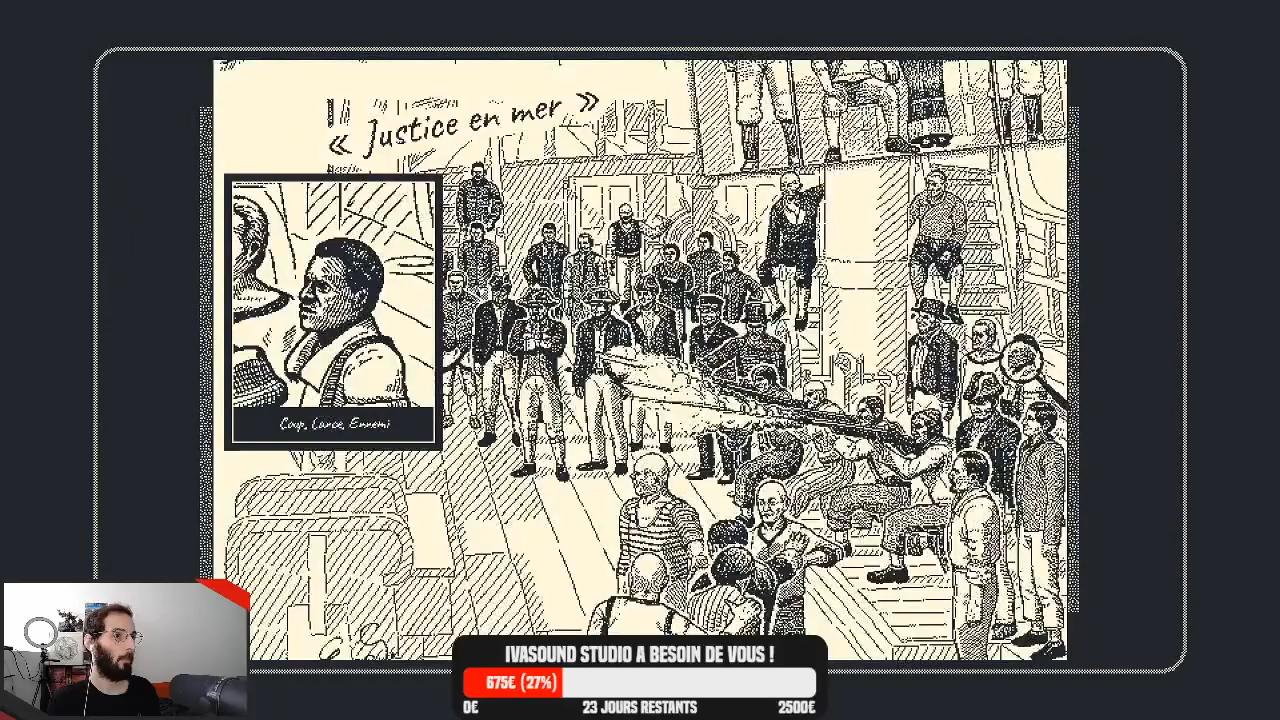 « Justice en mer »
Coup, Lance, Ennemi
IVASOUND STUDIO A BESOIN DE VOUS !
675€ (27%)
0€ 23 JOURS RESTANTS 2500€